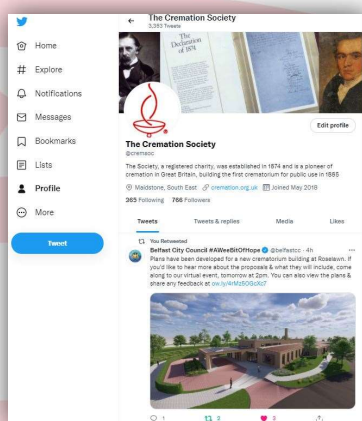 Home
Explore
Notifications
Messages
Bookmarks
Lists
Profile
More
Tweet
The Cremation Society
3,383 Tweets
The
Declaration
of 1874
Edit profile
The Cremation Society
@cremsoc
The Society, a registered charity, was established in 1874 and is a pioneer of
cremation in Great Britain, building the first crematorium for public use in 1885
Maidstone, South East cremation.org.uk Joined May 2018
365 Following 766 Followers
Tweets Tweets & replies Media Likes
You Retweeted
Belfast City Council #AWeeBitOfHope @belfastcc · 4h
Plans have been developed for a new crematorium building at Roselawn. If
you'd like to hear more about the proposals & what they will include, come
along to our virtual event, tomorrow at 2pm. You can also view the plans &
share any feedback at
1 2 3